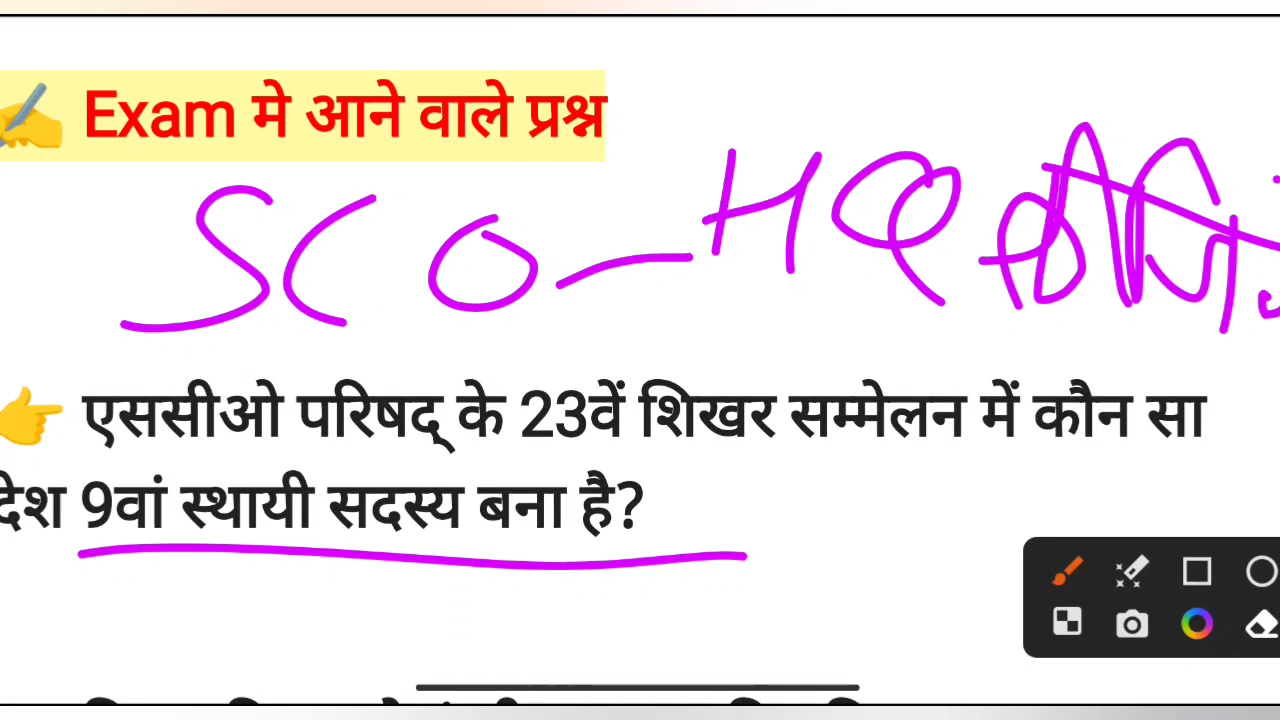 Exam मे आने वाले प्रश्न
SCO - HQ
एससीओ परिषद् के 23वें शिखर सम्मेलन में कौन सा
देश 9वां स्थायी सदस्य बना है?